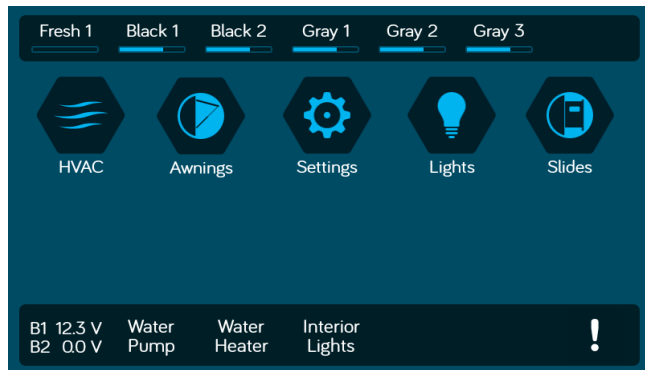 Fresh 1 Black 1 Black 2 Gray 1 Gray 2 Gray 3
HVAC Awnings Settings Lights Slides
B1 12.3 V Water Water Interior
B2 0.0 V Pump Heater Lights
!